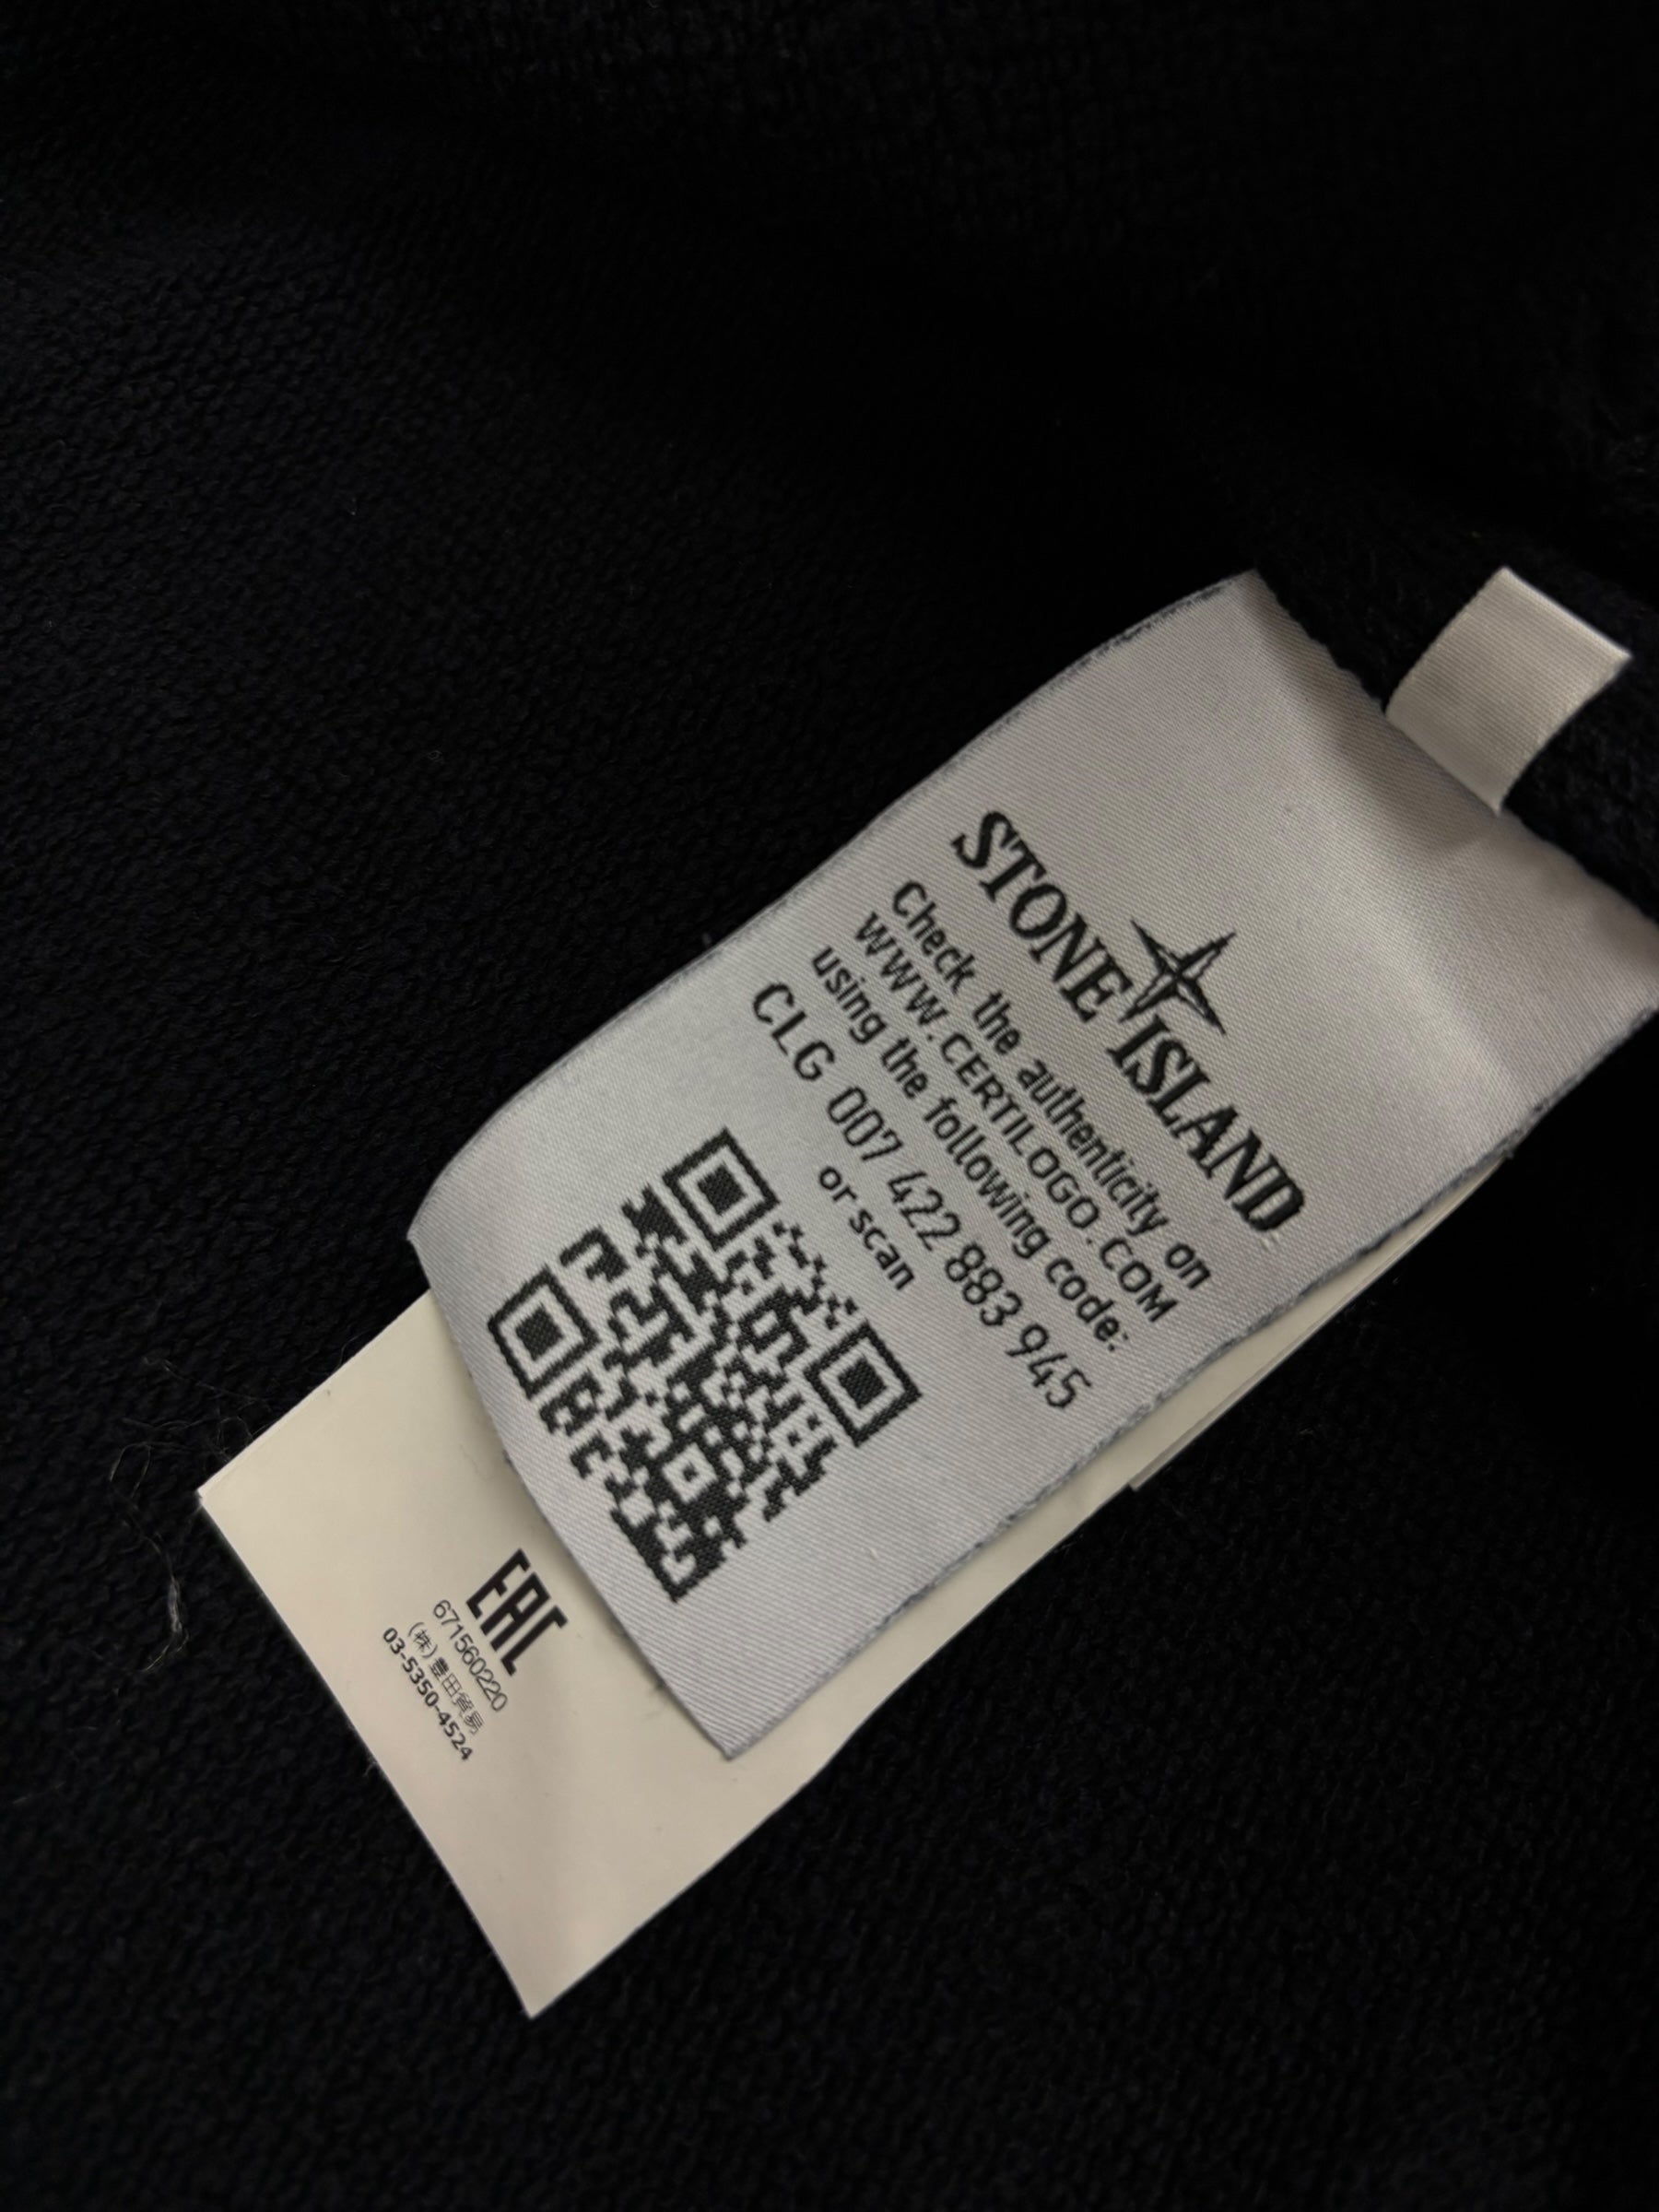 STONE ISLAND
Check the authenticity on
WWW.CERTILOGO.COM
using the following code:
CLG 007 422 883 945
or scan
EAC
671560220
(株)豊田貿易
03-5350-4524